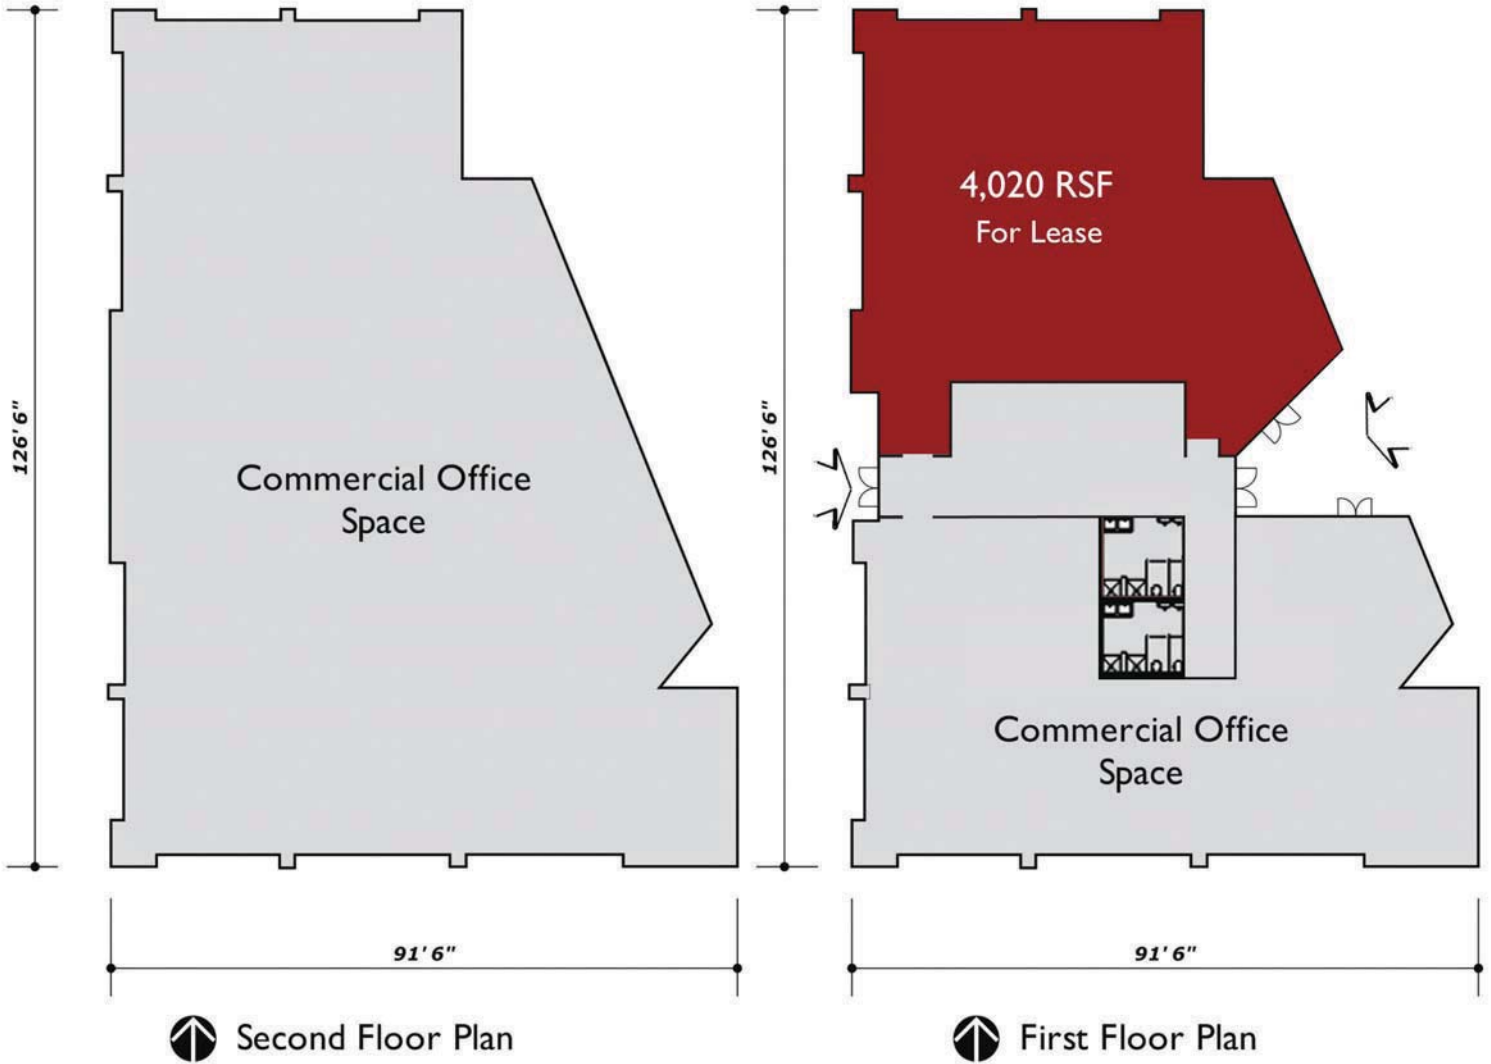 4,020 RSF
For Lease
126' 6"
126' 6"
Commercial Office
Space
Commercial Office
Space
91' 6"
91' 6"
Second Floor Plan
First Floor Plan